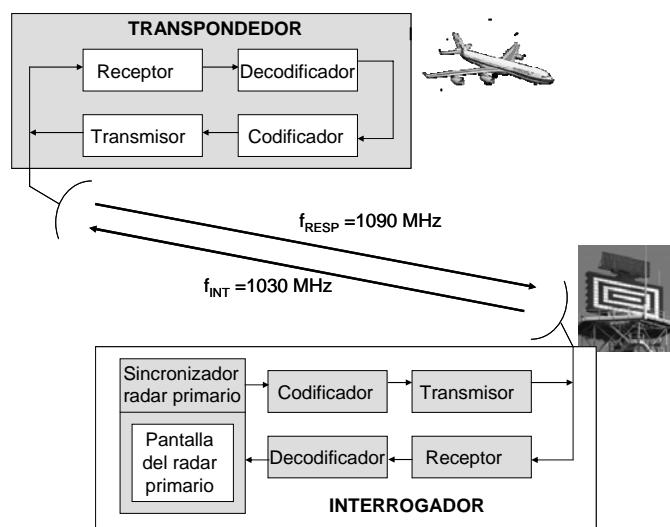 TRANSPONDEDOR
Receptor
Decodificador
Transmisor
Codificador
fRESP =1090 MHz
fINT =1030 MHz
Sincronizador
radar primario
Codificador
Transmisor
Pantalla
del radar
primario
Decodificador
Receptor
INTERROGADOR